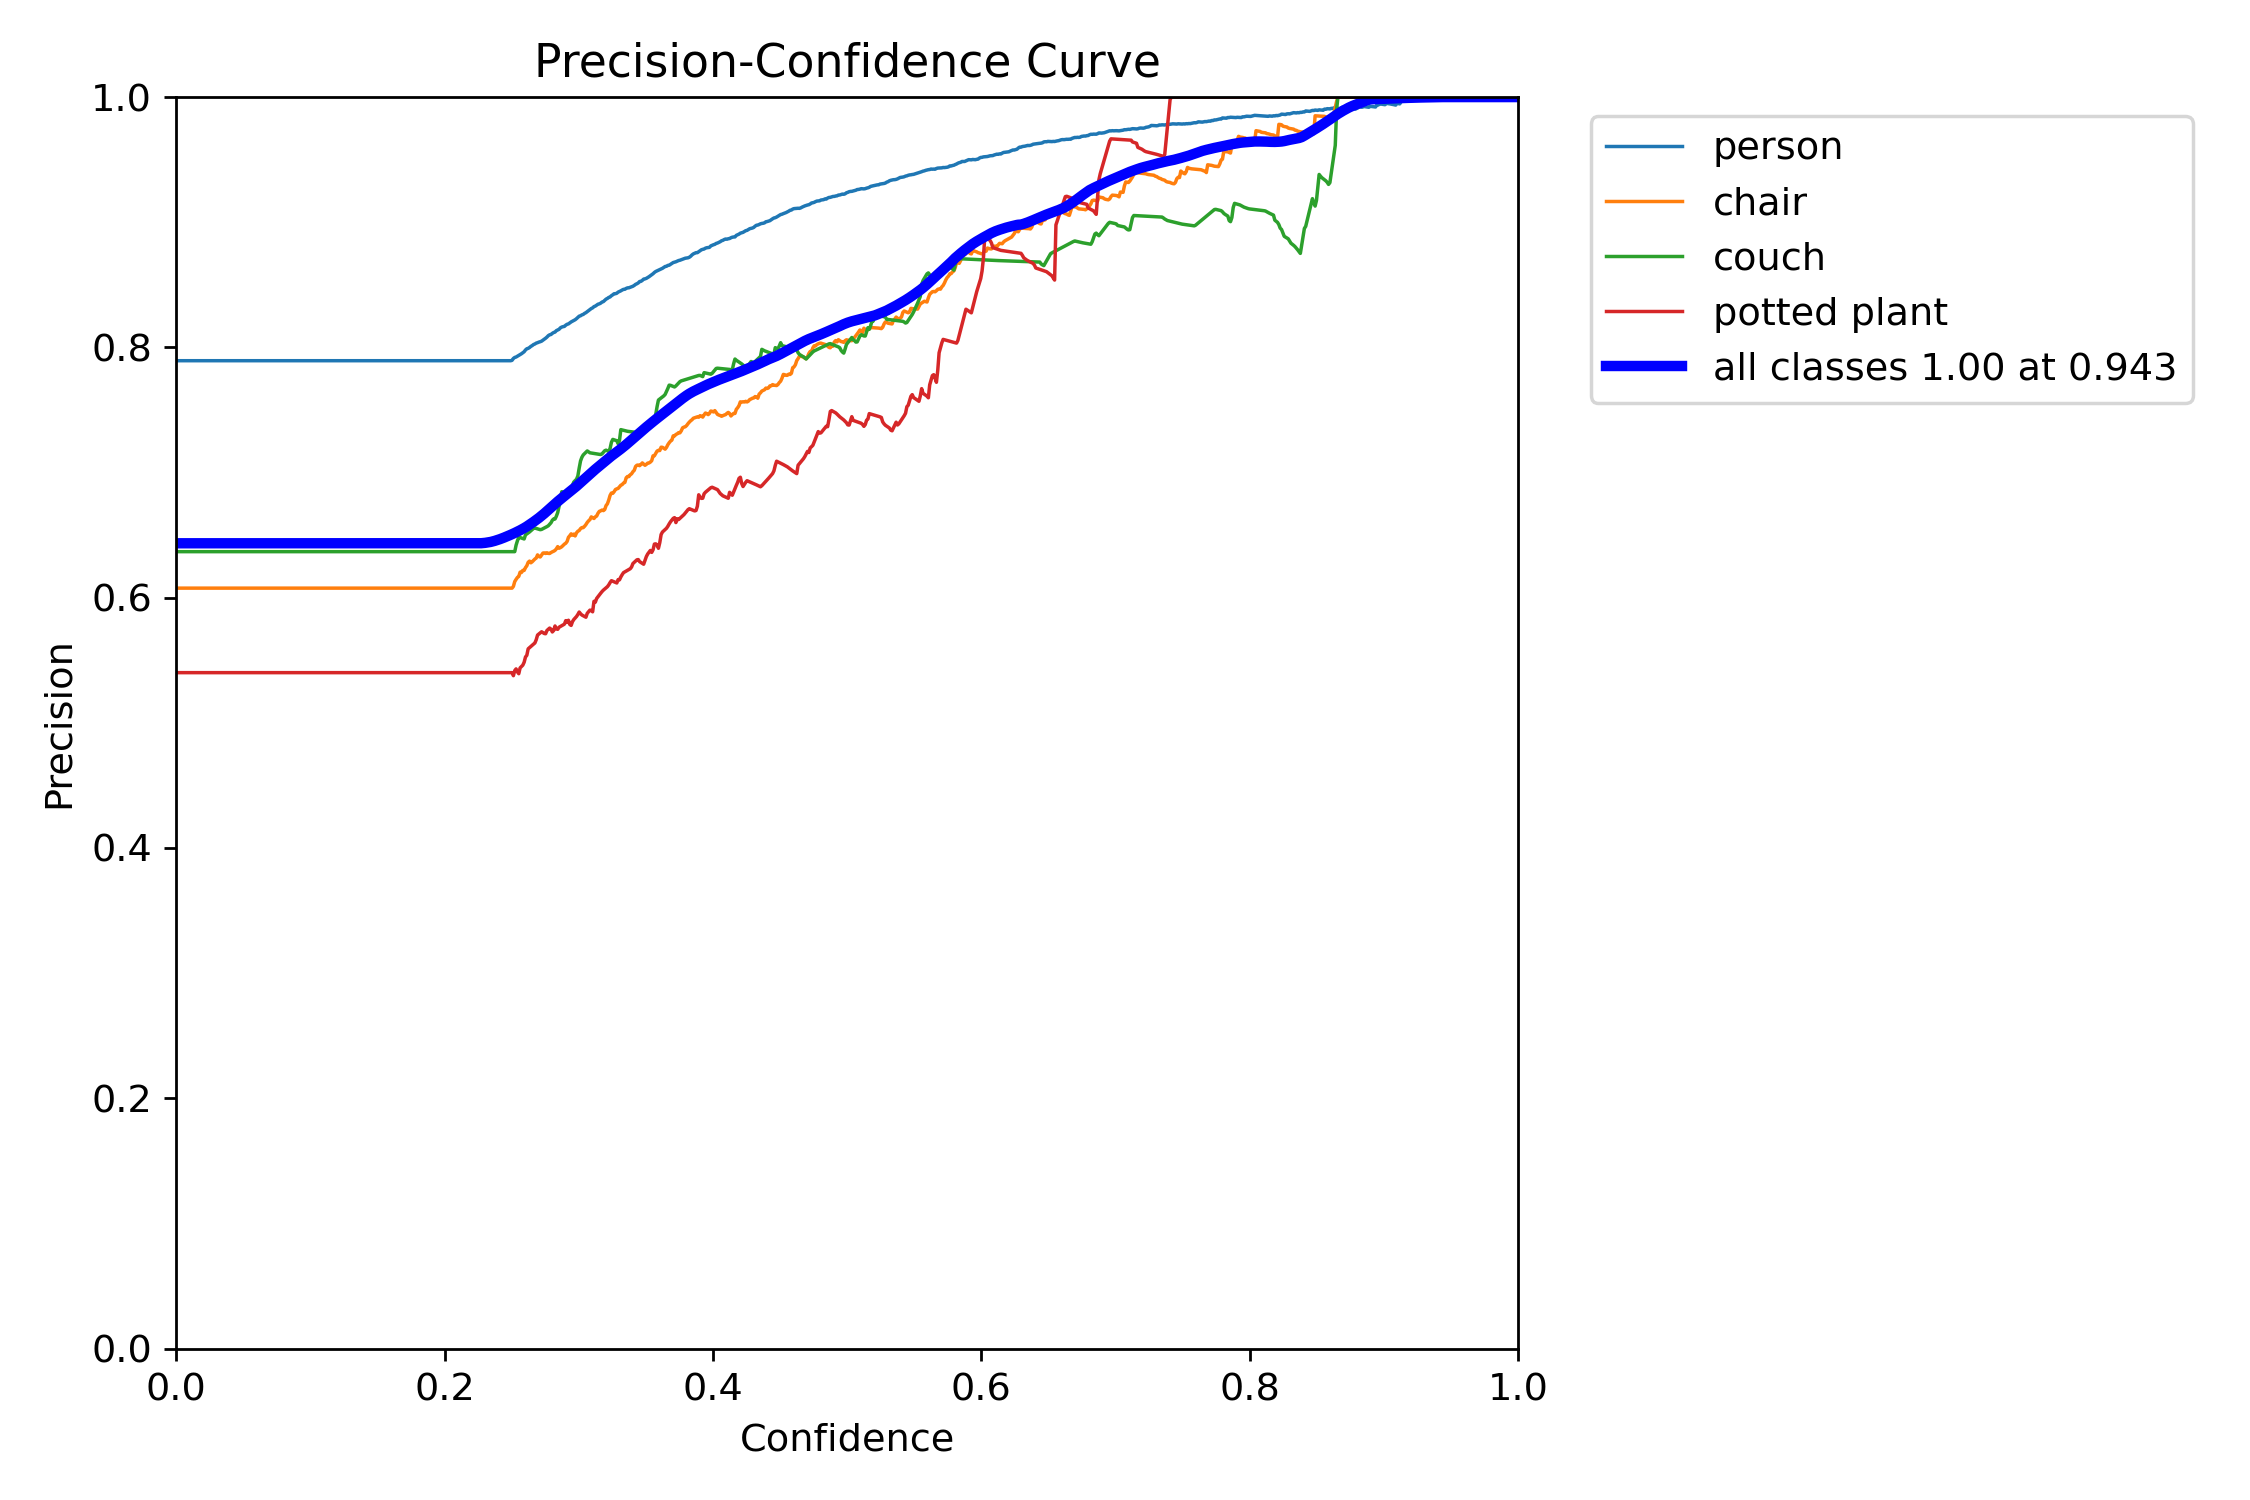 Precision-Confidence Curve
1.0
0.8
0.6
0.4
0.2
0.0
Precision
0.0 0.2 0.4 0.6 0.8 1.0
Confidence
person
chair
couch
potted plant
all classes 1.00 at 0.943